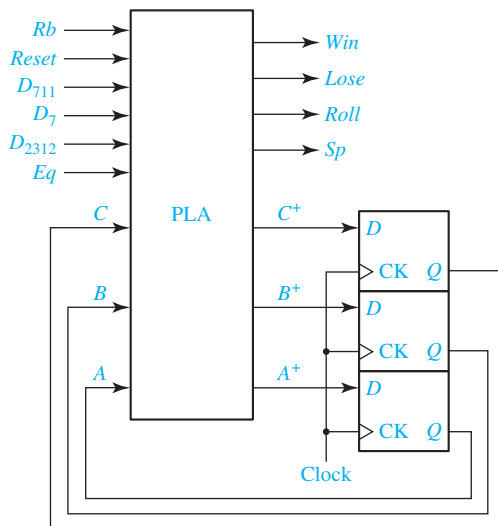 Rb
Reset
D711
D7
D2312
Eq
C
B
A
PLA
Win
Lose
Roll
Sp
C+
B+
A+
D
CK Q
D
CK Q
D
CK Q
Clock